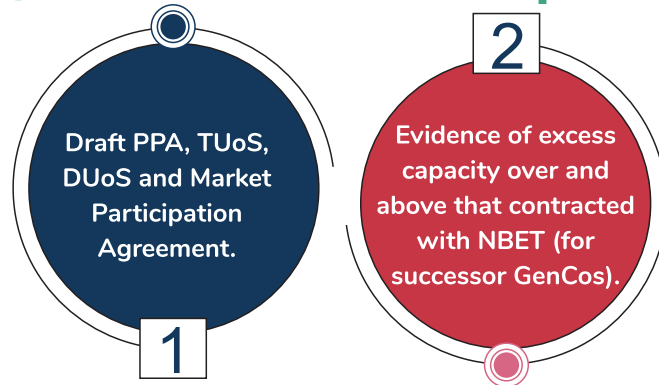 Draft PPA, TUoS,
DUoS and Market
Participation
Agreement.
1
2
Evidence of excess
capacity over and
above that contracted
with NBET (for
successor GenCos).